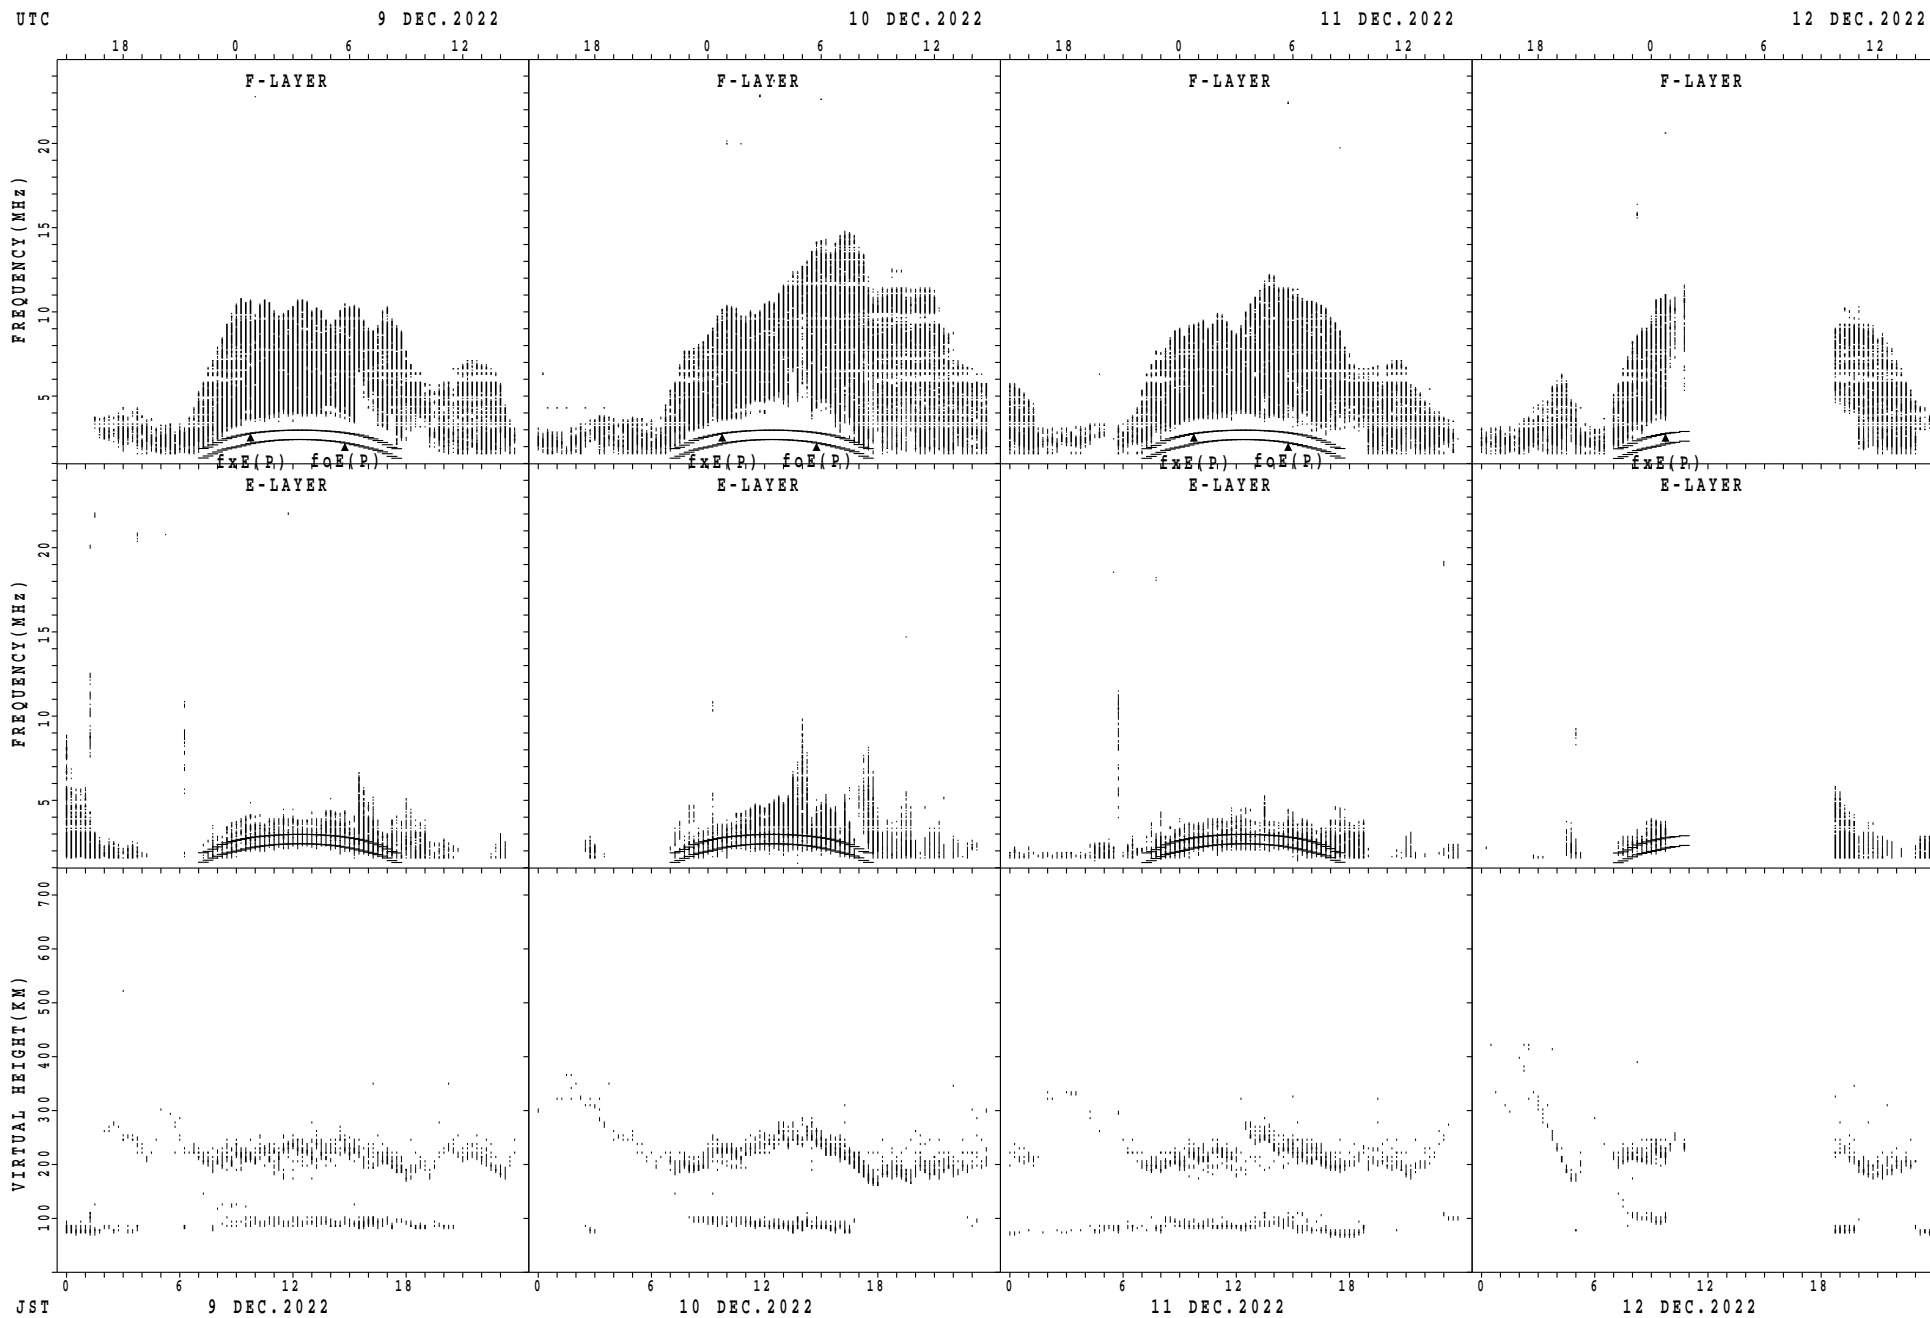 UTC 9 DEC.2022 10 DEC.2022 11 DEC.2022 12 DEC.2022
18 0 6 12 18 0 6 12 18 0 6 12 18 0 6 12
F-LAYER F-LAYER F-LAYER F-LAYER
FREQUENCY(MHz)
20
15
10
5
fxE(P) foE(P) fxE(P) foE(P) fxE(P) foE(P) fxE(P)
E-LAYER E-LAYER E-LAYER E-LAYER
FREQUENCY(MHz)
20
15
10
5
VIRTUAL HEIGHT(KM)
700
600
500
400
300
200
100
0 6 12 18 0 6 12 18 0 6 12 18 0 6 12 18
JST 9 DEC.2022 10 DEC.2022 11 DEC.2022 12 DEC.2022